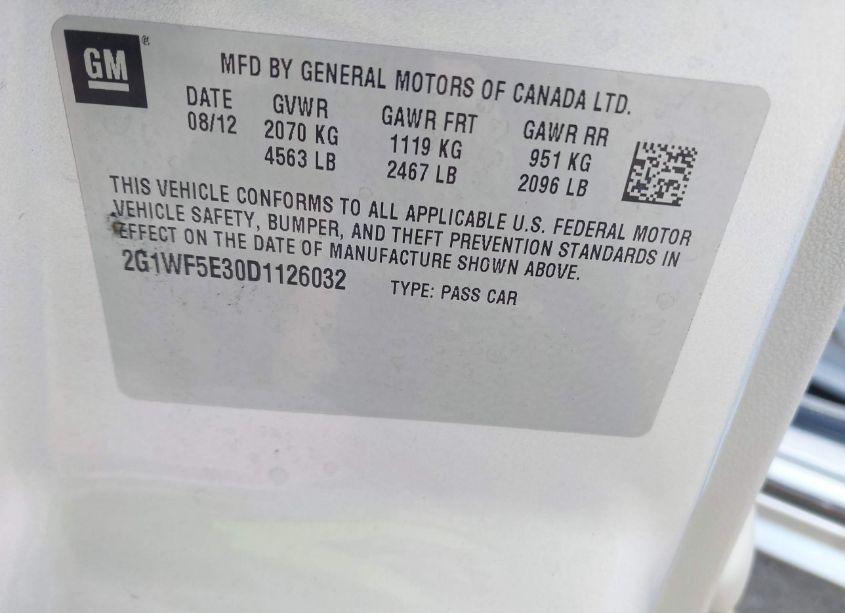 GM®
MFD BY GENERAL MOTORS OF CANADA LTD.
DATE GVWR GAWR FRT GAWR RR
08/12 2070 KG 1119 KG 951 KG
4563 LB 2467 LB 2096 LB
THIS VEHICLE CONFORMS TO ALL APPLICABLE U.S. FEDERAL MOTOR
VEHICLE SAFETY, BUMPER, AND THEFT PREVENTION STANDARDS IN
EFFECT ON THE DATE OF MANUFACTURE SHOWN ABOVE.
2G1WF5E30D1126032 TYPE: PASS CAR